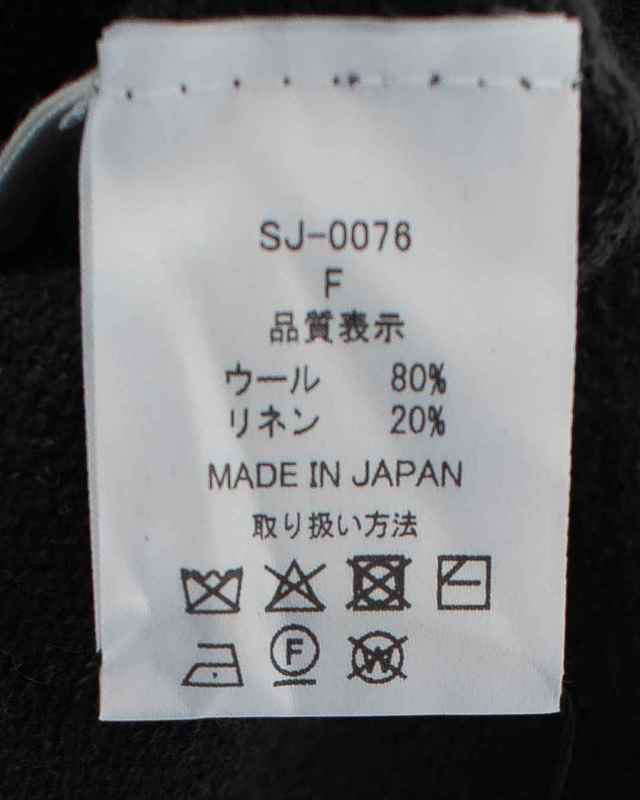 SJ-0076
F
品質表示
ウール 80%
リネン 20%
MADE IN JAPAN
取り扱い方法
F W